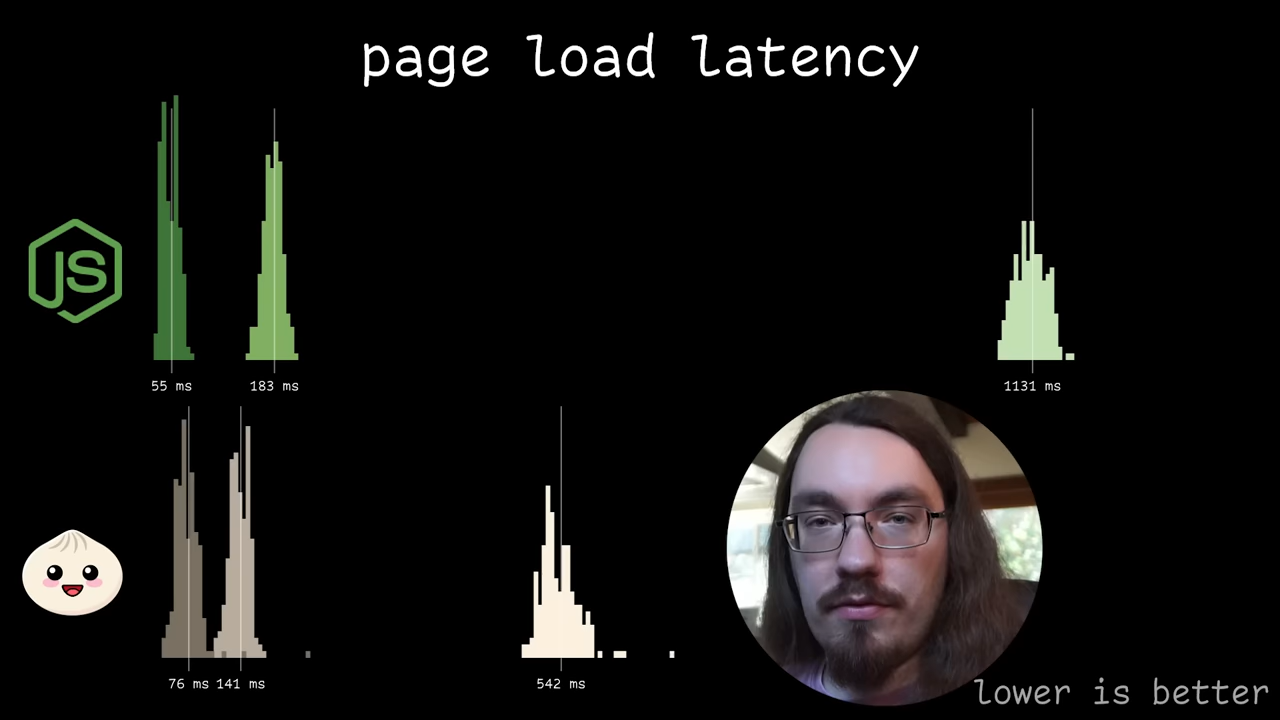 page load latency
JS
55 ms
183 ms
1131 ms
76 ms
141 ms
542 ms
lower is better